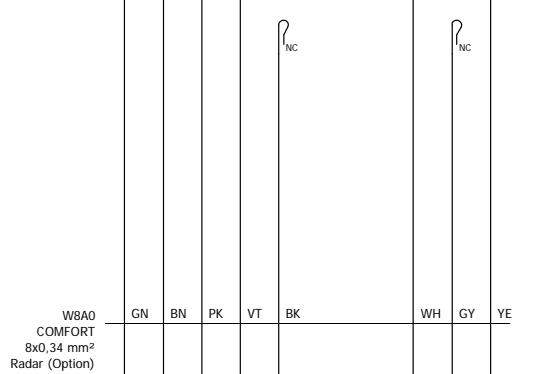 NC NC
W8A0 GN BN PK VT BK WH GY YE
COMFORT
8x0,34 mm²
Radar (Option)